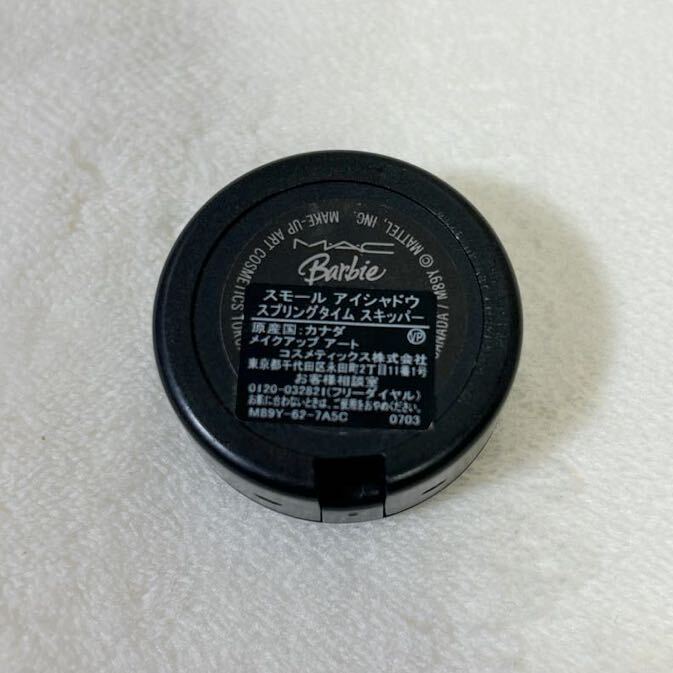 M89Y © MATTEL, INC. MAKE-UP ART COSMETICS TORO
CANADA /
M·A·C
Barbie
スモール アイシャドウ
スプリングタイム スキッパー
原産国:カナダ
VP
メイクアップ アート
コスメティックス株式会社
東京都千代田区永田町2丁目11番1号
お客様相談室
0120-032821(フリーダイヤル)
お肌に合わないときは、ご使用をおやめください。
M89Y-62-7A5C 0703